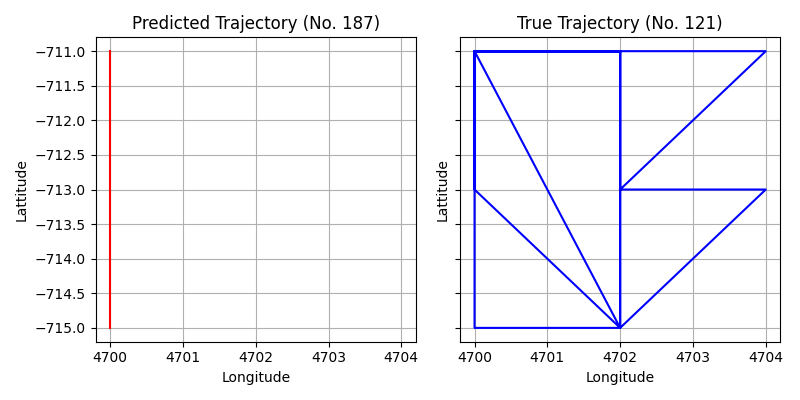 Predicted Trajectory (No. 187)
True Trajectory (No. 121)
−711.0
−711.5
−712.0
−712.5
−713.0
−713.5
−714.0
−714.5
−715.0
Lattitude
Lattitude
4700 4701 4702 4703 4704
4700 4701 4702 4703 4704
Longitude
Longitude